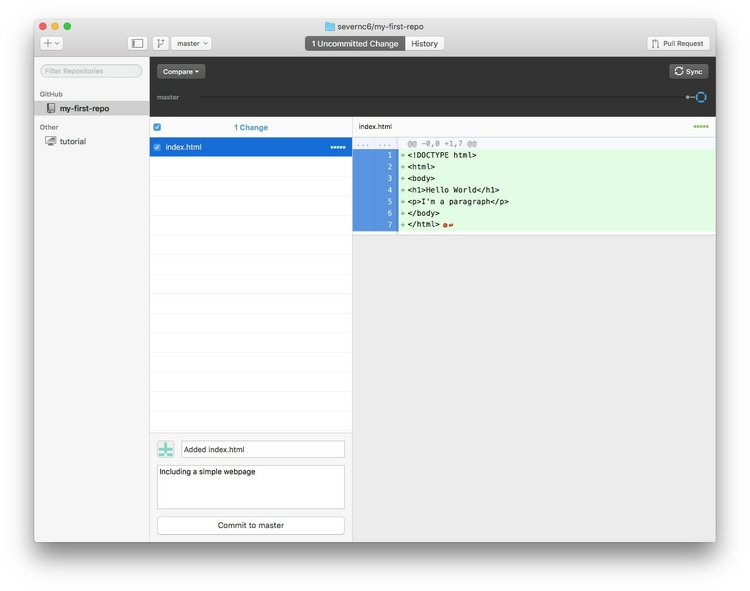 severnc6/my-first-repo
master
1 Uncommitted Change
History
Pull Request
Filter Repositories
GitHub
my-first-repo
Other
tutorial
Compare
Sync
master
1 Change
index.html
index.html
... ... @@ -0,0 +1,7 @@
1 +<!DOCTYPE html>
2 +<html>
3 +<body>
4 +<h1>Hello World</h1>
5 +<p>I'm a paragraph</p>
6 +</body>
7 +</html>
Added index.html
Including a simple webpage
Commit to master